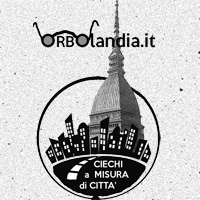 ORBOlandia.it
CIECHI
a MISURA
di CITTA'